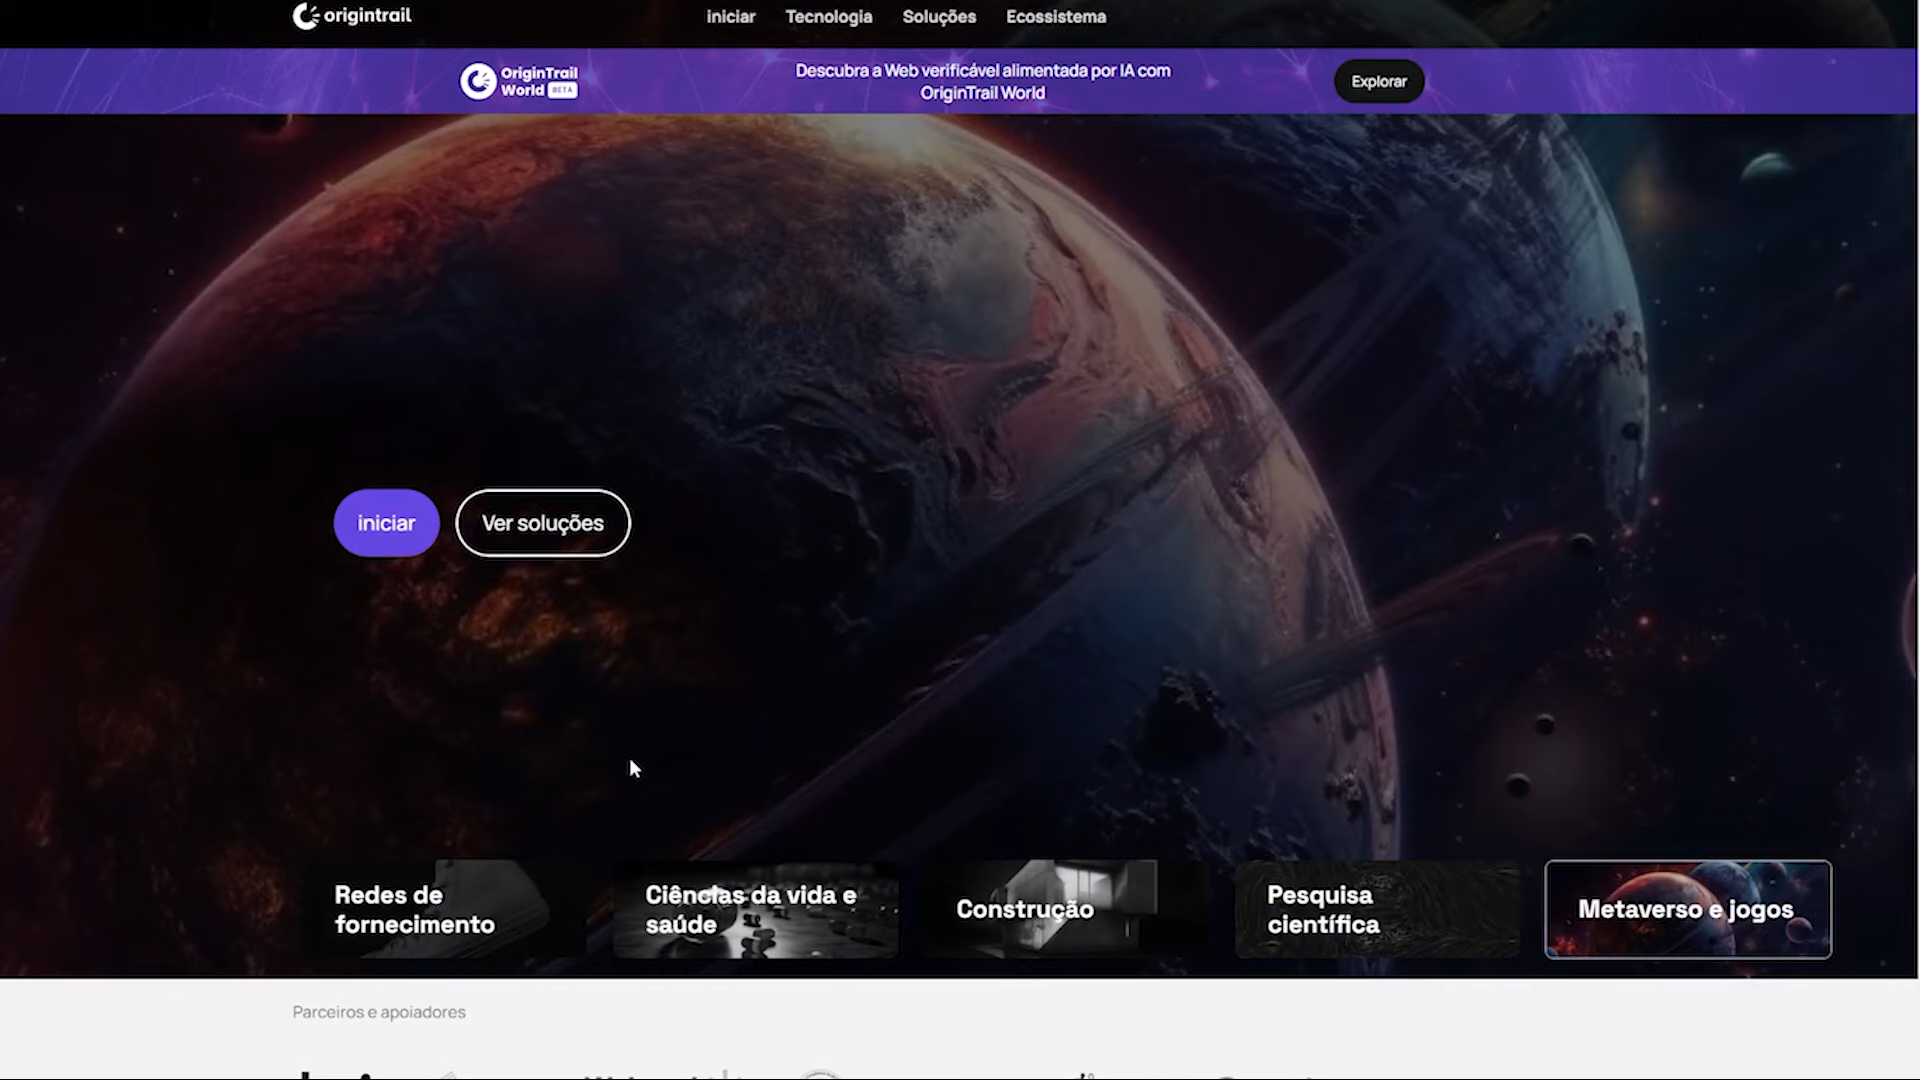 origintrail
iniciar
Tecnologia
Soluções
Ecossistema
OriginTrail
World BETA
Descubra a Web verificável alimentada por IA com
OriginTrail World
Explorar
iniciar
Ver soluções
Redes de
fornecimento
Ciências da vida e
saúde
Construção
Pesquisa
científica
Metaverso e jogos
Parceiros e apoiadores